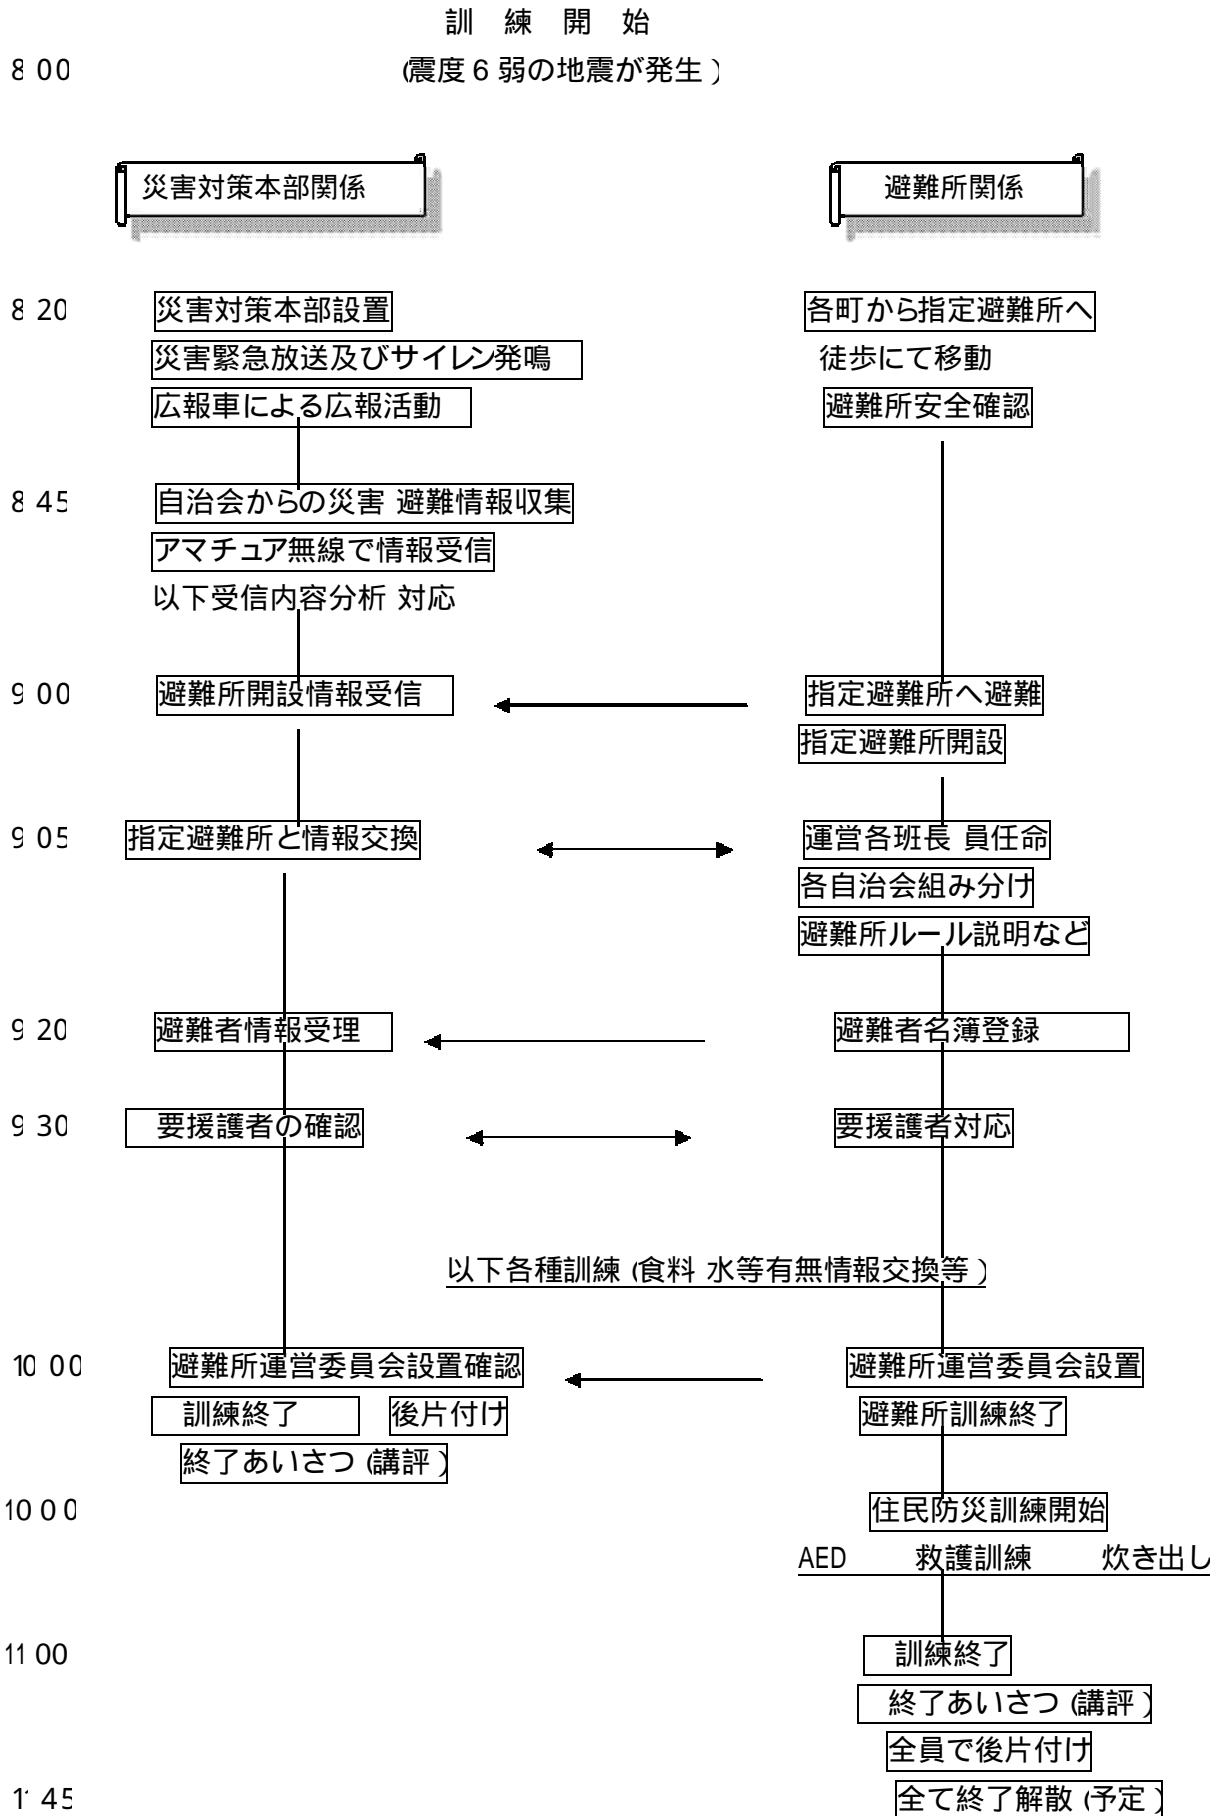 訓 練 開 始
8 00 (震度6弱の地震が発生)
災害対策本部関係 避難所関係
8 20 災害対策本部設置 各町から指定避難所へ
災害緊急放送及びサイレン発鳴 徒歩にて移動
広報車による広報活動 避難所安全確認
8 45 自治会からの災害 避難情報収集
アマチュア無線で情報受信
以下受信内容分析 対応
9 00 避難所開設情報受信 指定避難所へ避難
指定避難所開設
9 05 指定避難所と情報交換 運営各班長 員任命
各自治会組み分け
避難所ルール説明など
9 20 避難者情報受理 避難者名簿登録
9 30 要援護者の確認 要援護者対応
以下各種訓練(食料 水等有無情報交換等)
10 00 避難所運営委員会設置確認 避難所運営委員会設置
訓練終了 後片付け 避難所訓練終了
終了あいさつ(講評)
10 00 住民防災訓練開始
AED 救護訓練 炊き出し
11 00 訓練終了
終了あいさつ(講評)
全員で後片付け
11 45 全て終了解散(予定)